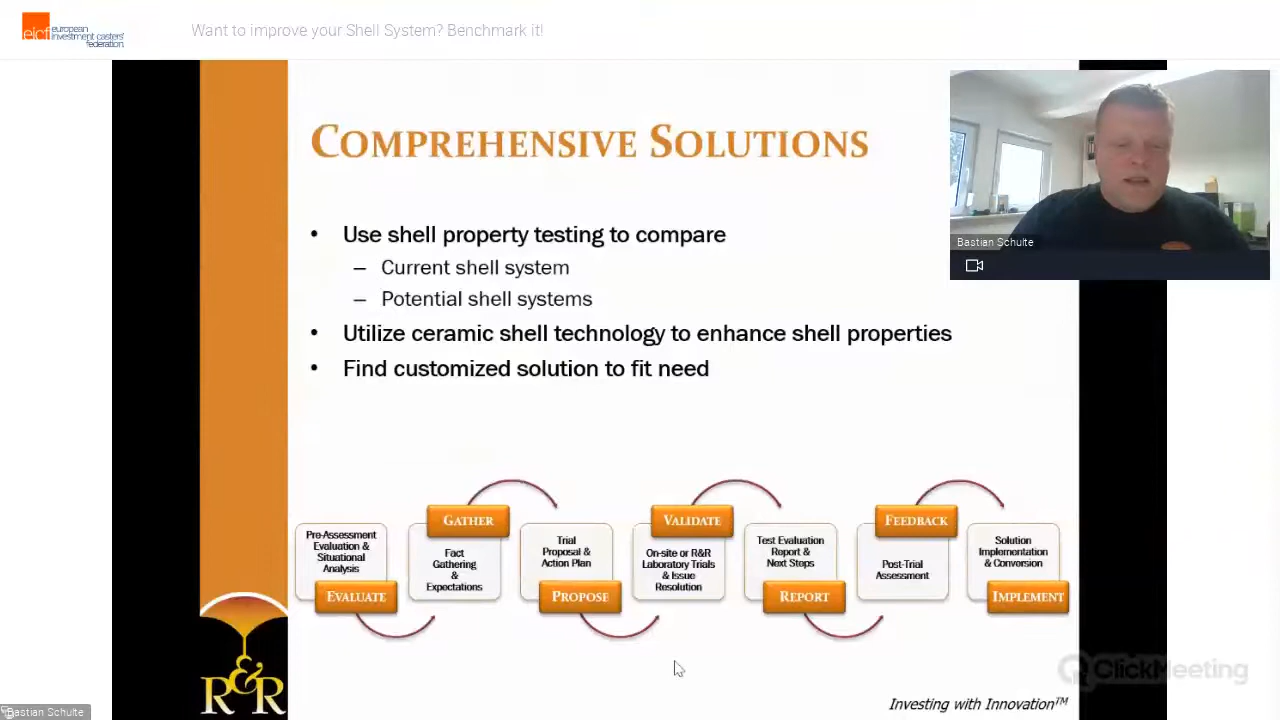 eicf european
investment casters'
federation.
Want to improve your Shell System? Benchmark it!
COMPREHENSIVE SOLUTIONS
• Use shell property testing to compare
– Current shell system
– Potential shell systems
• Utilize ceramic shell technology to enhance shell properties
• Find customized solution to fit need
Bastian Schulte
Pre-Assessment
Evaluation &
Situational
Analysis
EVALUATE
GATHER
Fact
Gathering
&
Expectations
Trial
Proposal &
Action Plan
PROPOSE
VALIDATE
On-site or R&R
Laboratory Trials
& Issue
Resolution
Test Evaluation
Report &
Next Steps
REPORT
FEEDBACK
Post-Trial
Assessment
Solution
Implementation
& Conversion
IMPLEMENT
R&R
ClickMeeting
Investing with Innovation™
Bastian Schulte